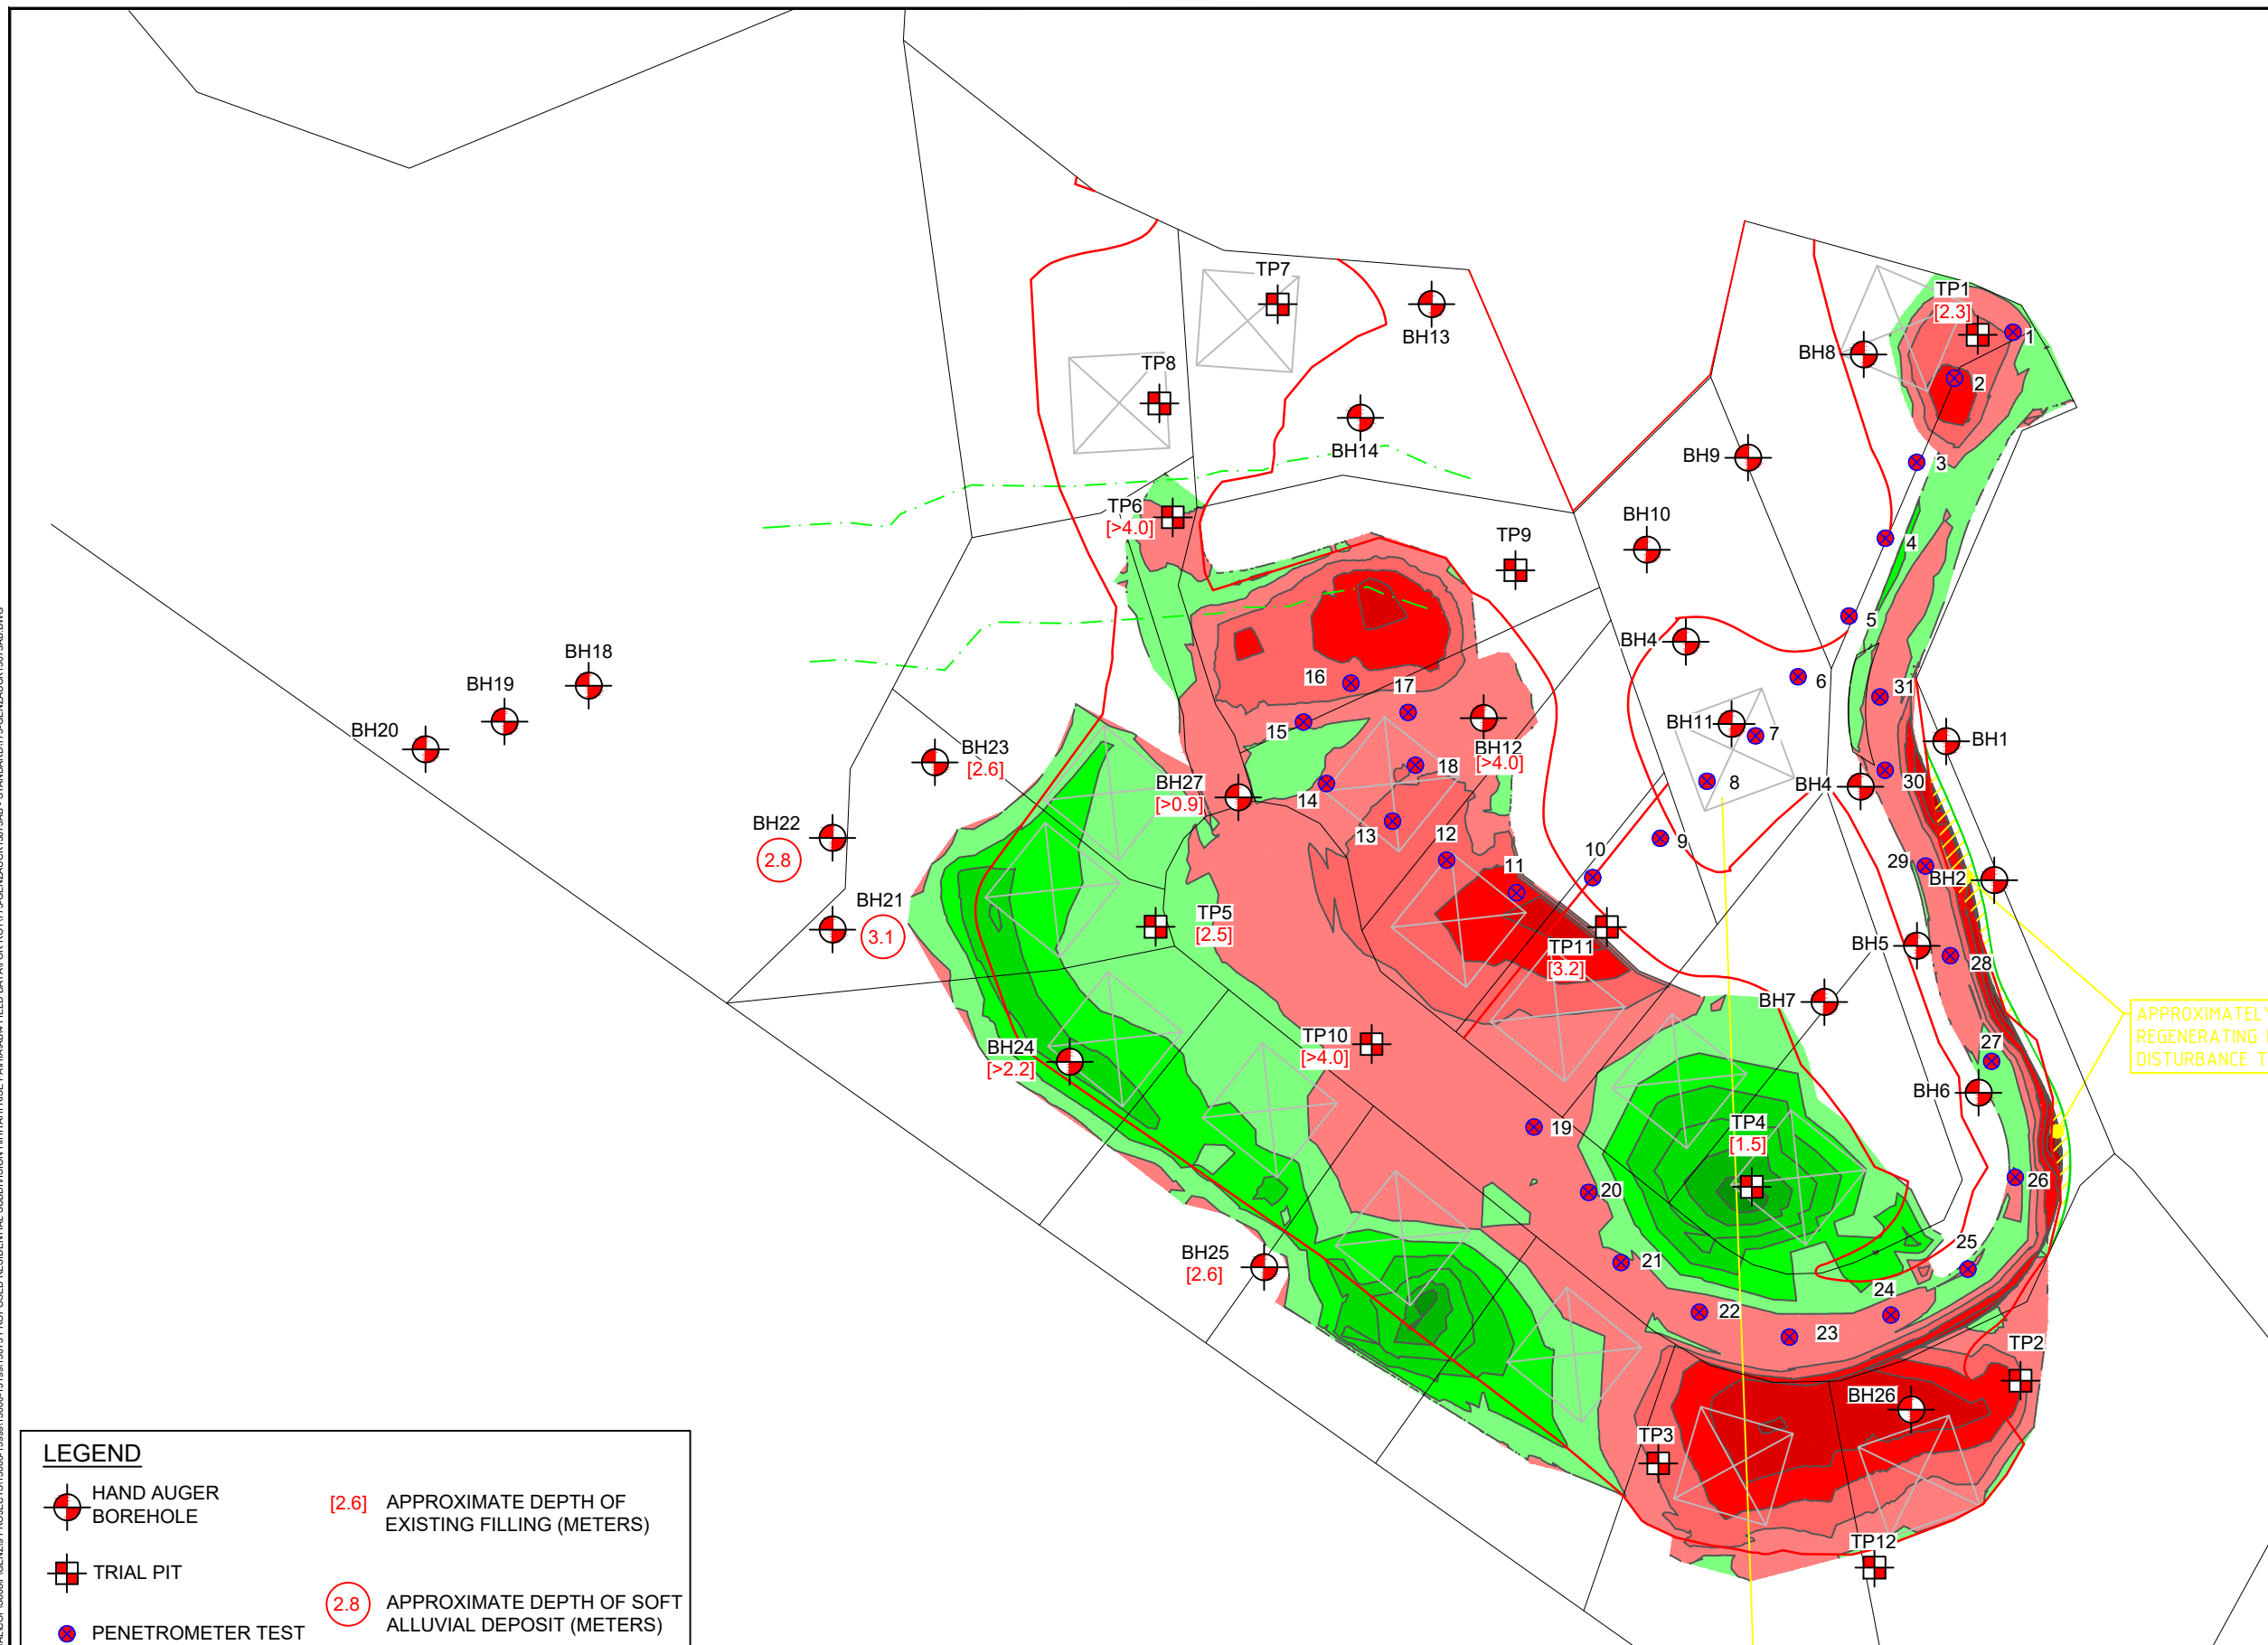 TP7
BH13
TP8
BH14
TP1
[2.3]
1
BH8
2
BH9
3
TP6
[>4.0]
TP9
BH10
4
5
BH4
6
31
BH18
BH19
BH20
16
17
15
BH12
[>4.0]
BH11
7
BH1
BH23
[2.6]
18
8
BH4
30
BH27
[>0.9]
14
BH22
2.8
13
12
10
9
11
29
BH2
BH21
3.1
TP5
[2.5]
TP11
[3.2]
BH5
28
BH7
APPROXIMATELY
REGENERATING
DISTURBANCE T
BH24
[>2.2]
TP10
[>4.0]
27
BH6
19
TP4
[1.5]
20
26
BH25
[2.6]
21
25
24
22
23
TP2
BH26
TP3
TP12
LEGEND
HAND AUGER
BOREHOLE
[2.6] APPROXIMATE DEPTH OF
EXISTING FILLING (METERS)
TRIAL PIT
2.8 APPROXIMATE DEPTH OF SOFT
ALLUVIAL DEPOSIT (METERS)
PENETROMETER TEST